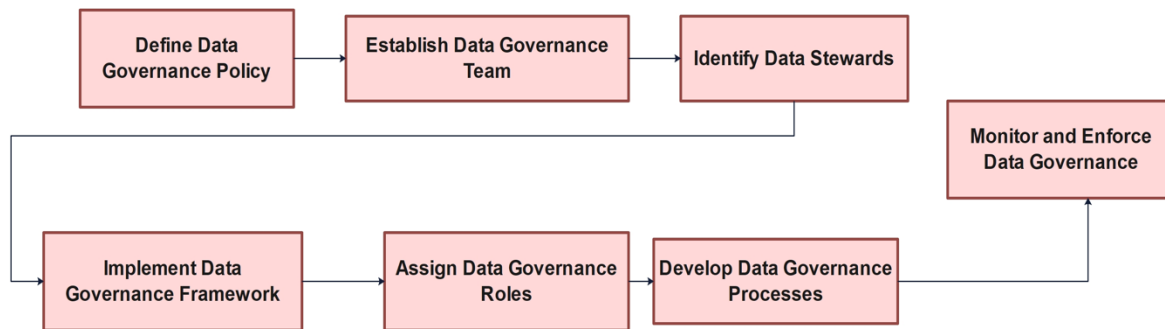 Define Data
Governance Policy
Establish Data Governance
Team
Identify Data Stewards
Implement Data
Governance Framework
Assign Data Governance
Roles
Develop Data Governance
Processes
Monitor and Enforce
Data Governance